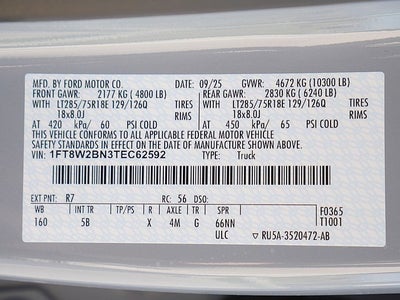 MFD. BY FORD MOTOR CO. 09/25 GVWR: 4672 KG (10300 LB)
FRONT GAWR: 2177 KG ( 4800 LB) REAR GAWR: 2830 KG ( 6240 LB)
WITH LT285/75R18E 129/126Q TIRES WITH LT285/75R18E 129/126Q TIRES
18x8.0J RIMS 18x8.0J RIMS
AT 420 kPa/ 60 PSI COLD AT 450 kPa/ 65 PSI COLD
THIS VEHICLE CONFORMS TO ALL APPLICABLE FEDERAL MOTOR VEHICLE
SAFETY STANDARDS IN EFFECT ON THE DATE OF MANUFACTURE SHOWN ABOVE.
VIN: 1FT8W2BN3TEC62592 TYPE: Truck
EXT PNT: R7 RC: 56 DSO:
WB INT TR TP/PS R AXLE TR SPR F0365
160 5B X 4M G 66NN T1001
ULC RU5A-3520472-AB